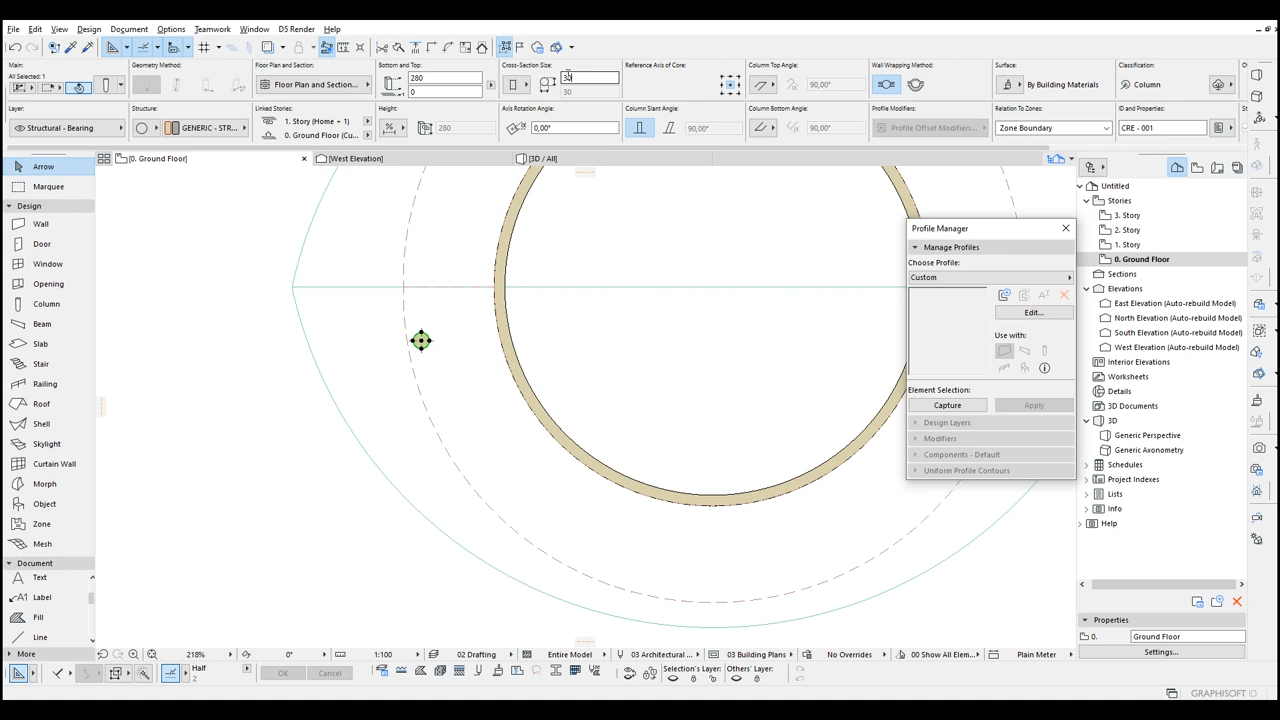 File Edit View Design Document Options Teamwork Window D5 Render Help
Main:
All Selected: 1
Geometry Method:
Floor Plan and Section:
Floor Plan and Section...
Bottom and Top:
280
0
Cross-Section Size:
30
Reference Axis of Core:
Column Top Angle:
90,00°
Wall Wrapping Method:
Surface:
By Building Materials
Classification:
Column
Layer:
Structural - Bearing
Structure:
GENERIC - STR...
Linked Stories:
1. Story (Home + 1)
0. Ground Floor (Cu...
Height:
280
Axis Rotation Angle:
0,00°
Column Slant Angle:
90,00°
Column Bottom Angle:
90,00°
Profile Modifiers:
Profile Offset Modifiers...
Relation To Zones:
Zone Boundary
ID and Properties:
CRE - 001
[0. Ground Floor]
[West Elevation]
[3D / All]
Arrow
Marquee
Design
Wall
Door
Window
Opening
Column
Beam
Slab
Stair
Railing
Roof
Shell
Skylight
Curtain Wall
Morph
Object
Zone
Mesh
Document
Text
Label
Fill
Line
More
Profile Manager
Manage Profiles
Choose Profile:
Custom
Edit...
Use with:
Element Selection:
Capture
Apply
Design Layers
Modifiers
Components - Default
Uniform Profile Contours
Untitled
Stories
3. Story
2. Story
1. Story
0. Ground Floor
Sections
Elevations
East Elevation (Auto-rebuild Model)
North Elevation (Auto-rebuild Model)
South Elevation (Auto-rebuild Model)
West Elevation (Auto-rebuild Model)
Interior Elevations
Worksheets
Details
3D Documents
3D
Generic Perspective
Generic Axonometry
Schedules
Project Indexes
Lists
Info
Help
Properties
0.
Ground Floor
Settings...
218%
0°
1:100
02 Drafting
Entire Model
03 Architectural ...
03 Building Plans
No Overrides
00 Show All Elem...
Plain Meter
Half
2
OK
Cancel
Selection's Layer:
Others' Layer:
GRAPHISOFT ID